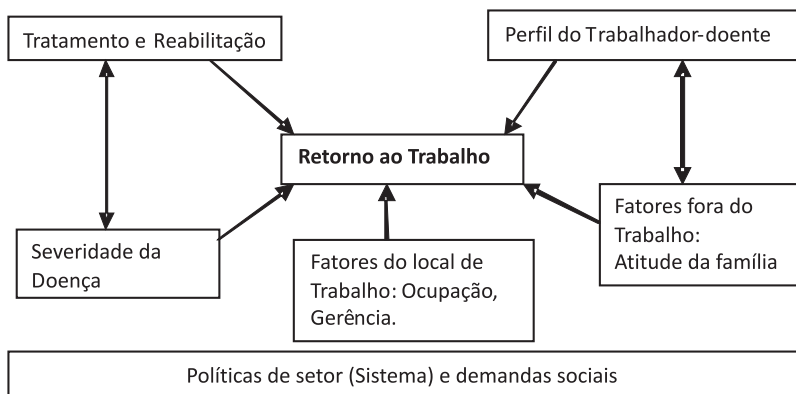 Tratamento e Reabilitação
Perfil do Trabalhador-doente
Retorno ao Trabalho
Severidade da
Doença
Fatores do local de
Trabalho: Ocupação,
Gerência.
Fatores fora do
Trabalho:
Atitude da família
Políticas de setor (Sistema) e demandas sociais